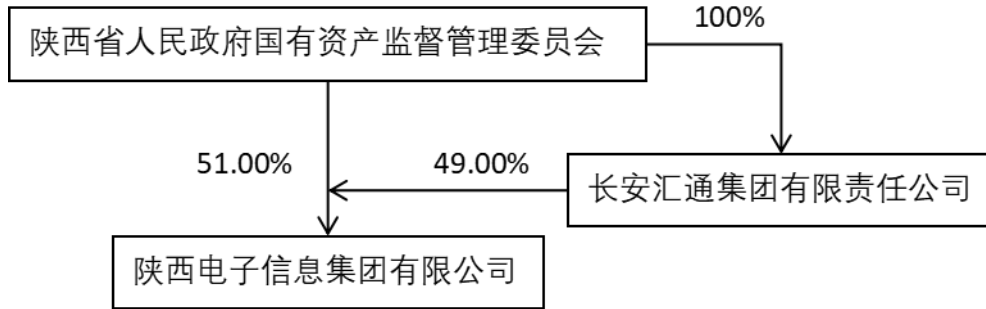 陕西省人民政府国有资产监督管理委员会
100%
51.00%
49.00%
长安汇通集团有限责任公司
陕西电子信息集团有限公司